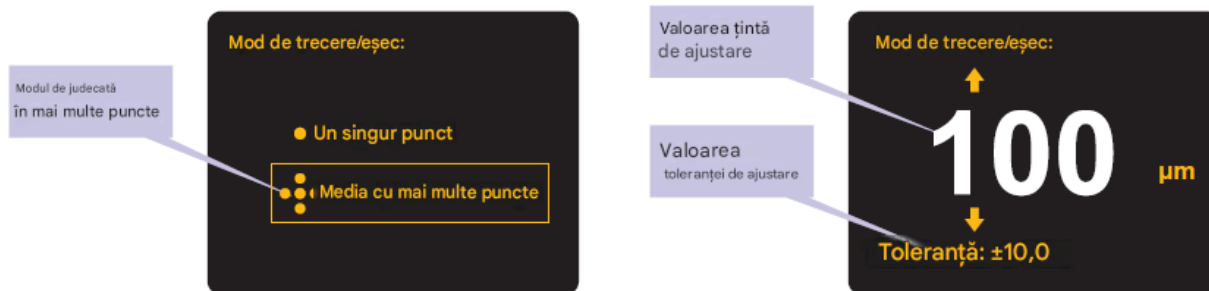 Mod de trecere/eșec:
Modul de judecată
în mai multe puncte
Un singur punct
Media cu mai multe puncte
Valoarea țintă
de ajustare
Mod de trecere/eșec:
100
µm
Valoarea
toleranței de ajustare
Toleranță: ±10,0